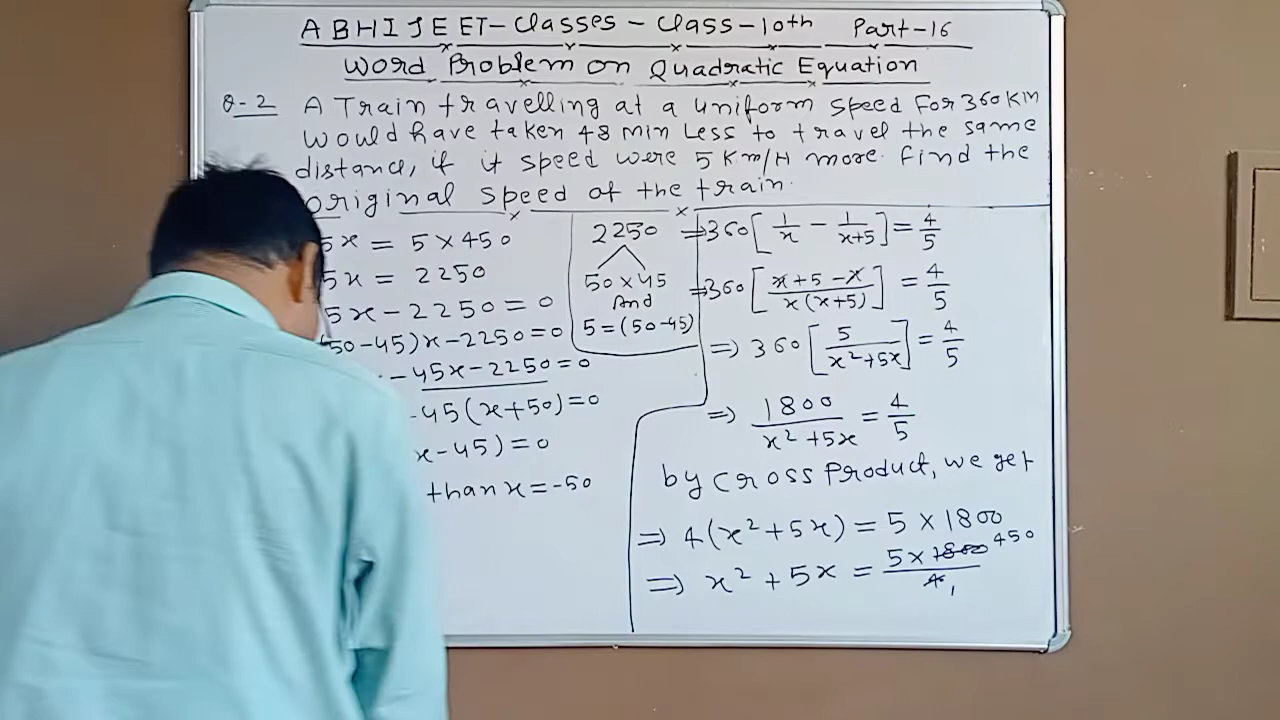 ABHIJEET-Classes - Class-10th Part-16
Word Problem on Quadratic Equation
Q-2 A Train travelling at a uniform speed for 360 KM
would have taken 48 min Less to travel the same
distance, if it speed were 5 Km/H more. find the
original speed of the train.
5x = 5 × 450
5x = 2250
5x - 2250 = 0
50-45)x - 2250 = 0
- 45x - 2250 = 0
-45(x+50) = 0
x-45) = 0
than x = -50
2250
50 × 45
And
5 = (50-45)
⇒ 360[1/x - 1/(x+5)] = 4/5
⇒ 360[(x+5-x)/(x(x+5))] = 4/5
⇒ 360[5/(x²+5x)] = 4/5
⇒ 1800/(x²+5x) = 4/5
by cross product, we get
⇒ 4(x²+5x) = 5 × 1800
⇒ x²+5x = (5 × 1800 450)/(4 1)